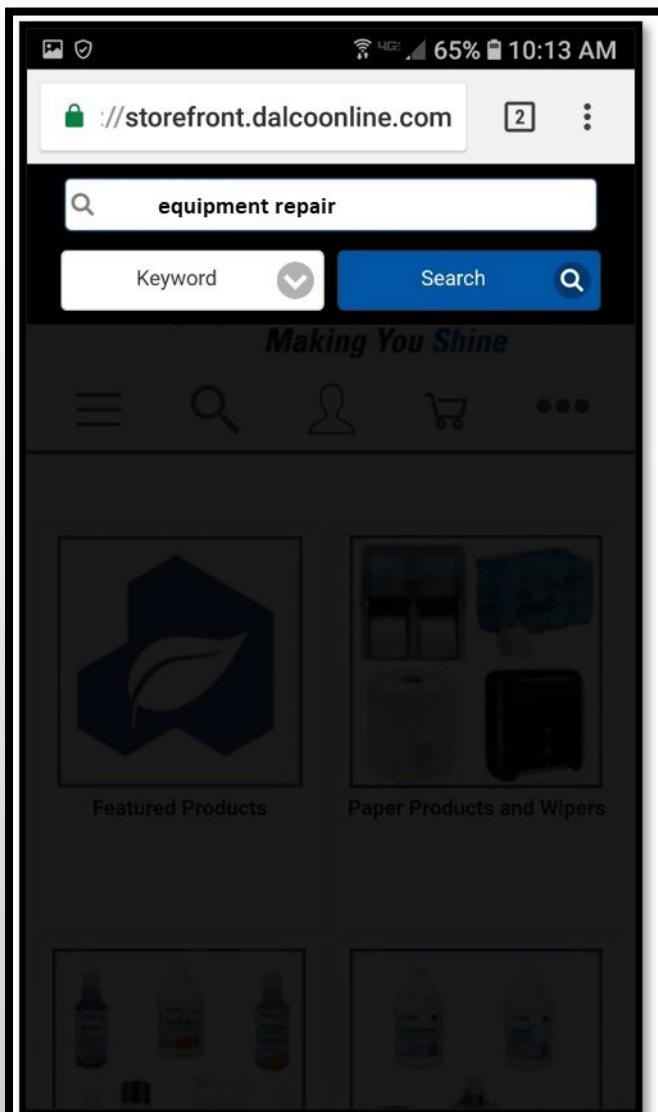 4G 65% 10:13 AM
://storefront.dalcoonline.com 2
equipment repair
Keyword Search
Making You Shine
Featured Products Paper Products and Wipers